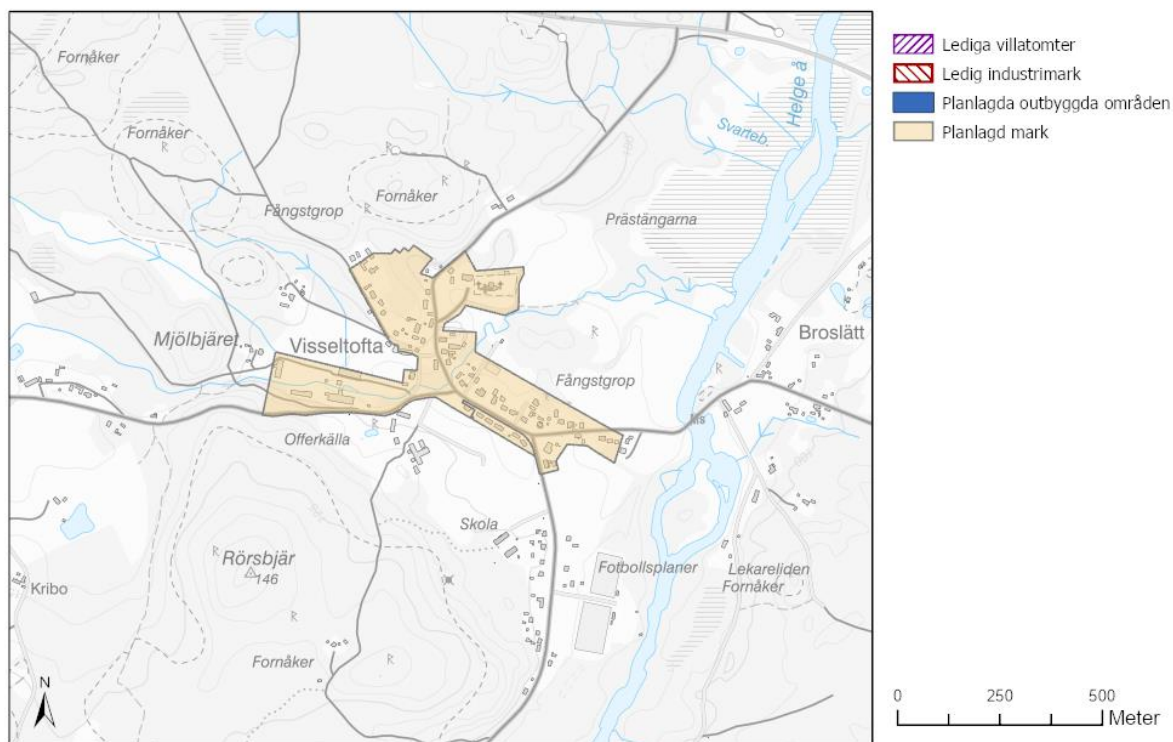 Fornåker
Helge å
Svarteb.
Fornåker
Fornåker
Fångstgrop
Prästängarna
Mjölbjäret
Visseltofta
Broslätt
Fångstgrop
Offerkälla
Ms
Skola
Rörsbjär
146
Fotbollsplaner
Lekareliden
Fornåker
Kribo
Fornåker
N
Lediga villatomter
Ledig industrimark
Planlagda outbyggda områden
Planlagd mark
0 250 500
Meter